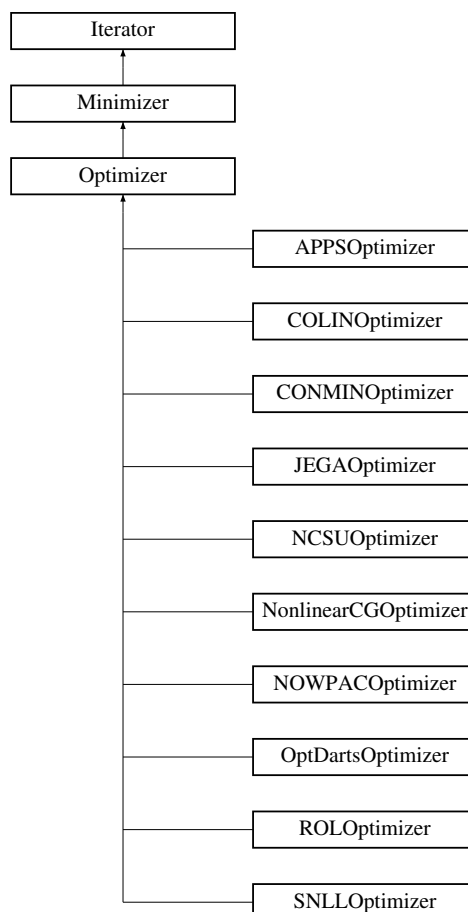 Iterator
Minimizer
Optimizer
APPSOptimizer
COLINOptimizer
CONMINOptimizer
JEGAOptimizer
NCSUOptimizer
NonlinearCGOptimizer
NOWPACOptimizer
OptDartsOptimizer
ROLOptimizer
SNLLOptimizer